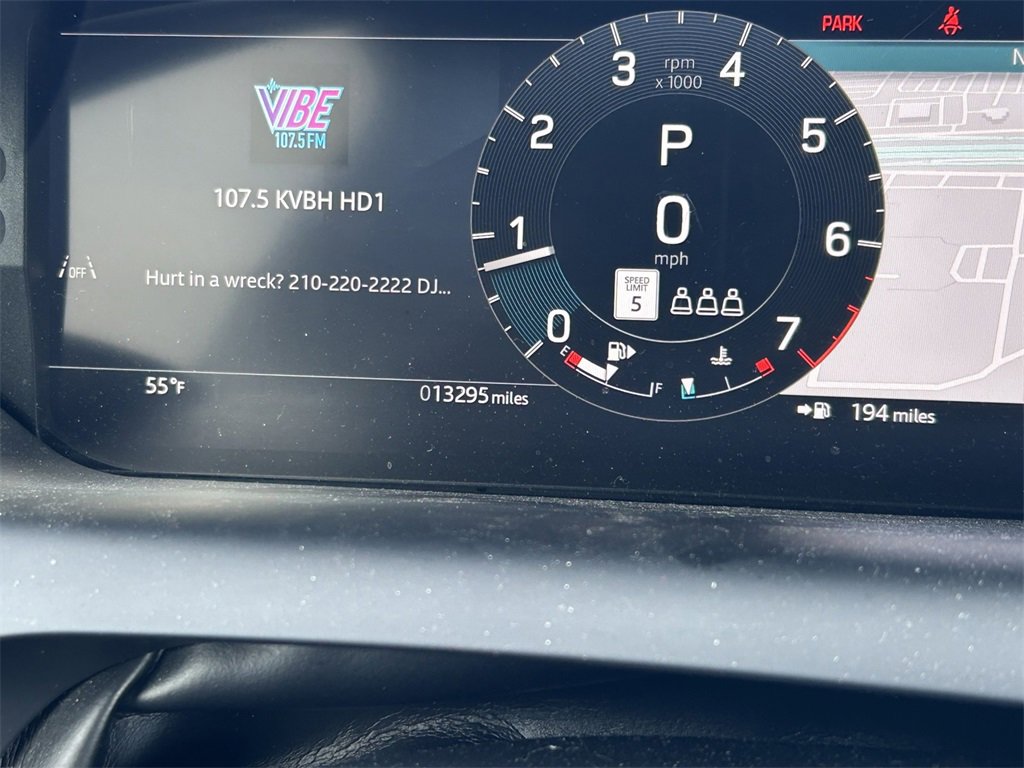 PARK
N
VIBE
107.5 FM
107.5 KVBH HD1
OFF
Hurt in a wreck? 210-220-2222 DJ...
55°F
013295 miles
rpm
x 1000
0
1
2
3
4
5
6
7
P
0
mph
SPEED
LIMIT
5
E
F
194 miles